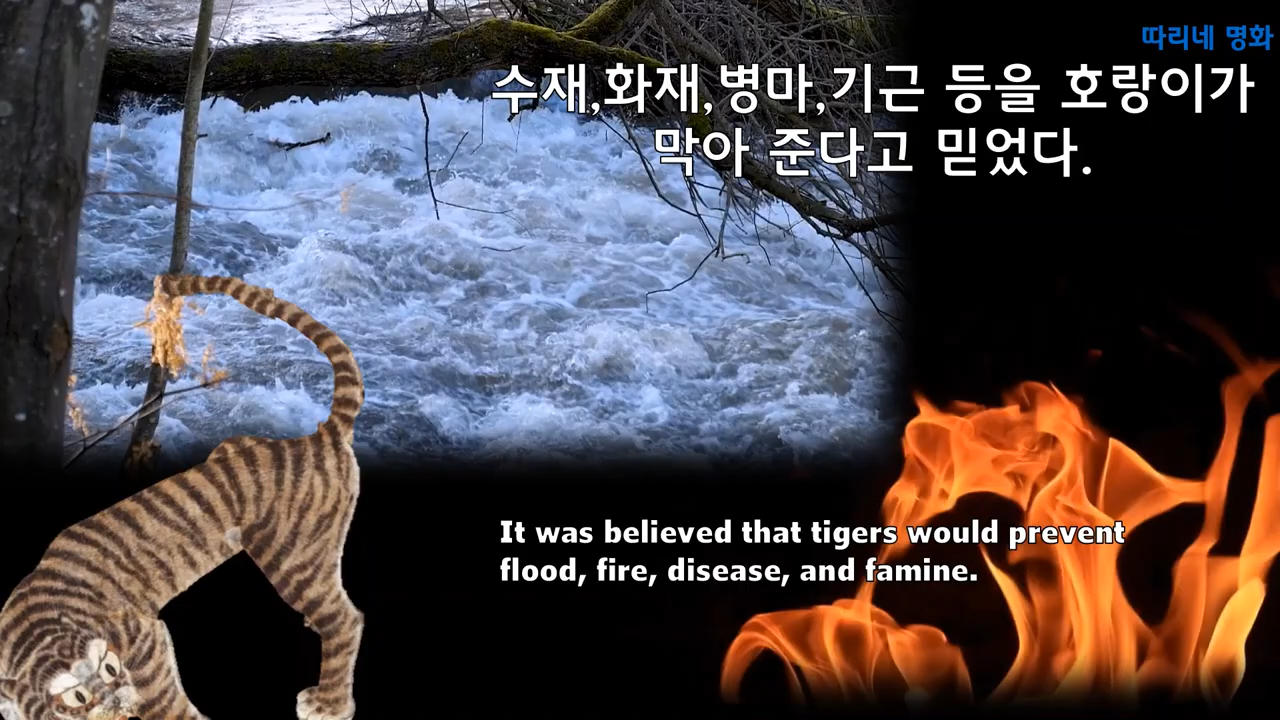 따리네 명화
수재,화재,병마,기근 등을 호랑이가
막아 준다고 믿었다.
It was believed that tigers would prevent
flood, fire, disease, and famine.